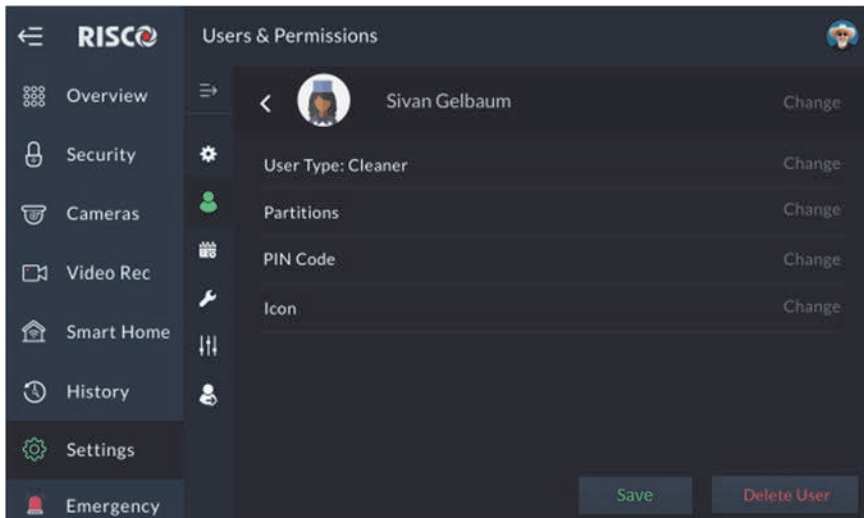 RISCO
Users & Permissions
Overview
Security
Cameras
Video Rec
Smart Home
History
Settings
Emergency
Sivan Gelbaum Change
User Type: Cleaner Change
Partitions Change
PIN Code Change
Icon Change
Save Delete User